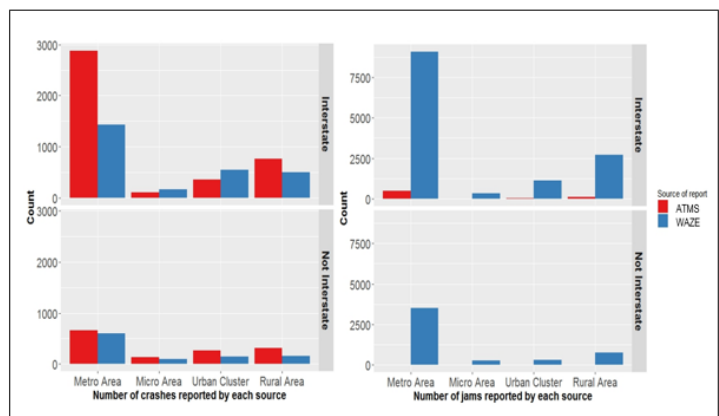 3000
2000
1000
0
Interstate
3000
2000
1000
0
Not Interstate
Count
Metro Area Micro Area Urban Cluster Rural Area
Number of crashes reported by each source
7500
5000
2500
0
Interstate
7500
5000
2500
0
Not Interstate
Count
Metro Area Micro Area Urban Cluster Rural Area
Number of jams reported by each source
Source of report
ATMS
WAZE